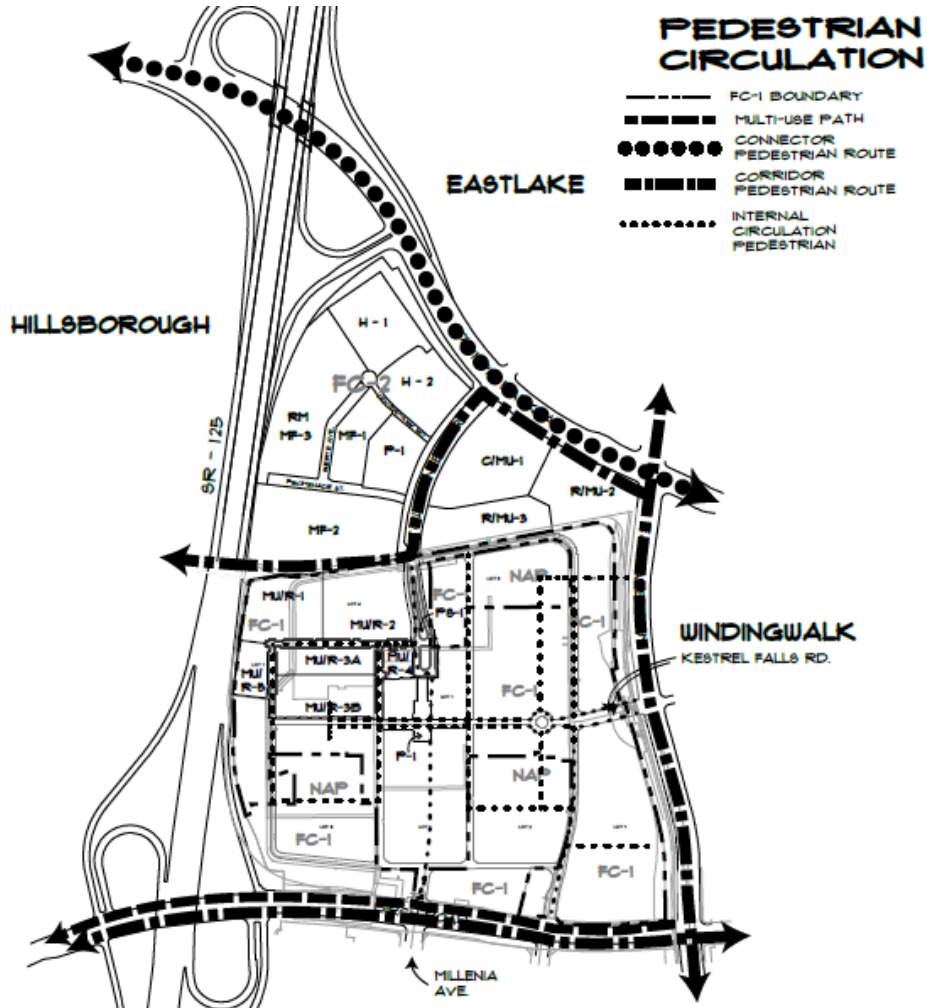 PEDESTRIAN
CIRCULATION
FC-1 BOUNDARY
MULTI-USE PATH
CONNECTOR
PEDESTRIAN ROUTE
CORRIDOR
PEDESTRIAN ROUTE
INTERNAL
CIRCULATION
PEDESTRIAN
EASTLAKE
HILLSBOROUGH
SR - 125
H - 1
FC-2
H - 2
RM
MF-3
MF-1
P-1
C/MU-1
R/MU-2
R/MU-3
MF-2
NAP
MU/R-1
FC-1
MU/R-2
FC-
PS-1
FC-1
WINDINGWALK
KESTREL FALLS RD.
MU/R-3A
MU/
R-4
MU/
R-5
FC-1
MU/R-3B
P-1
NAP
NAP
FC-1
FC-1
FC-1
MILLENIA
AVE.